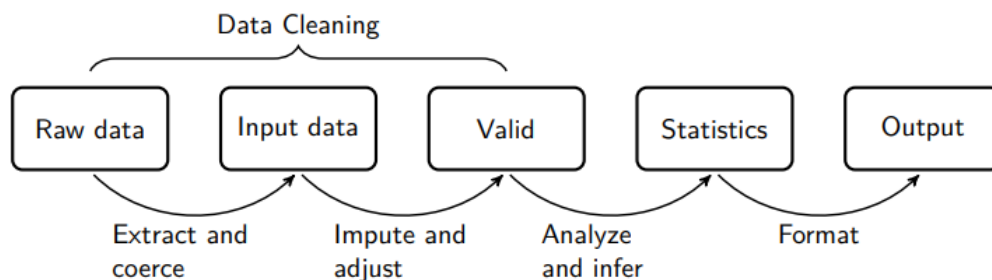 Data Cleaning
Raw data
Input data
Valid
Statistics
Output
Extract and
coerce
Impute and
adjust
Analyze
and infer
Format